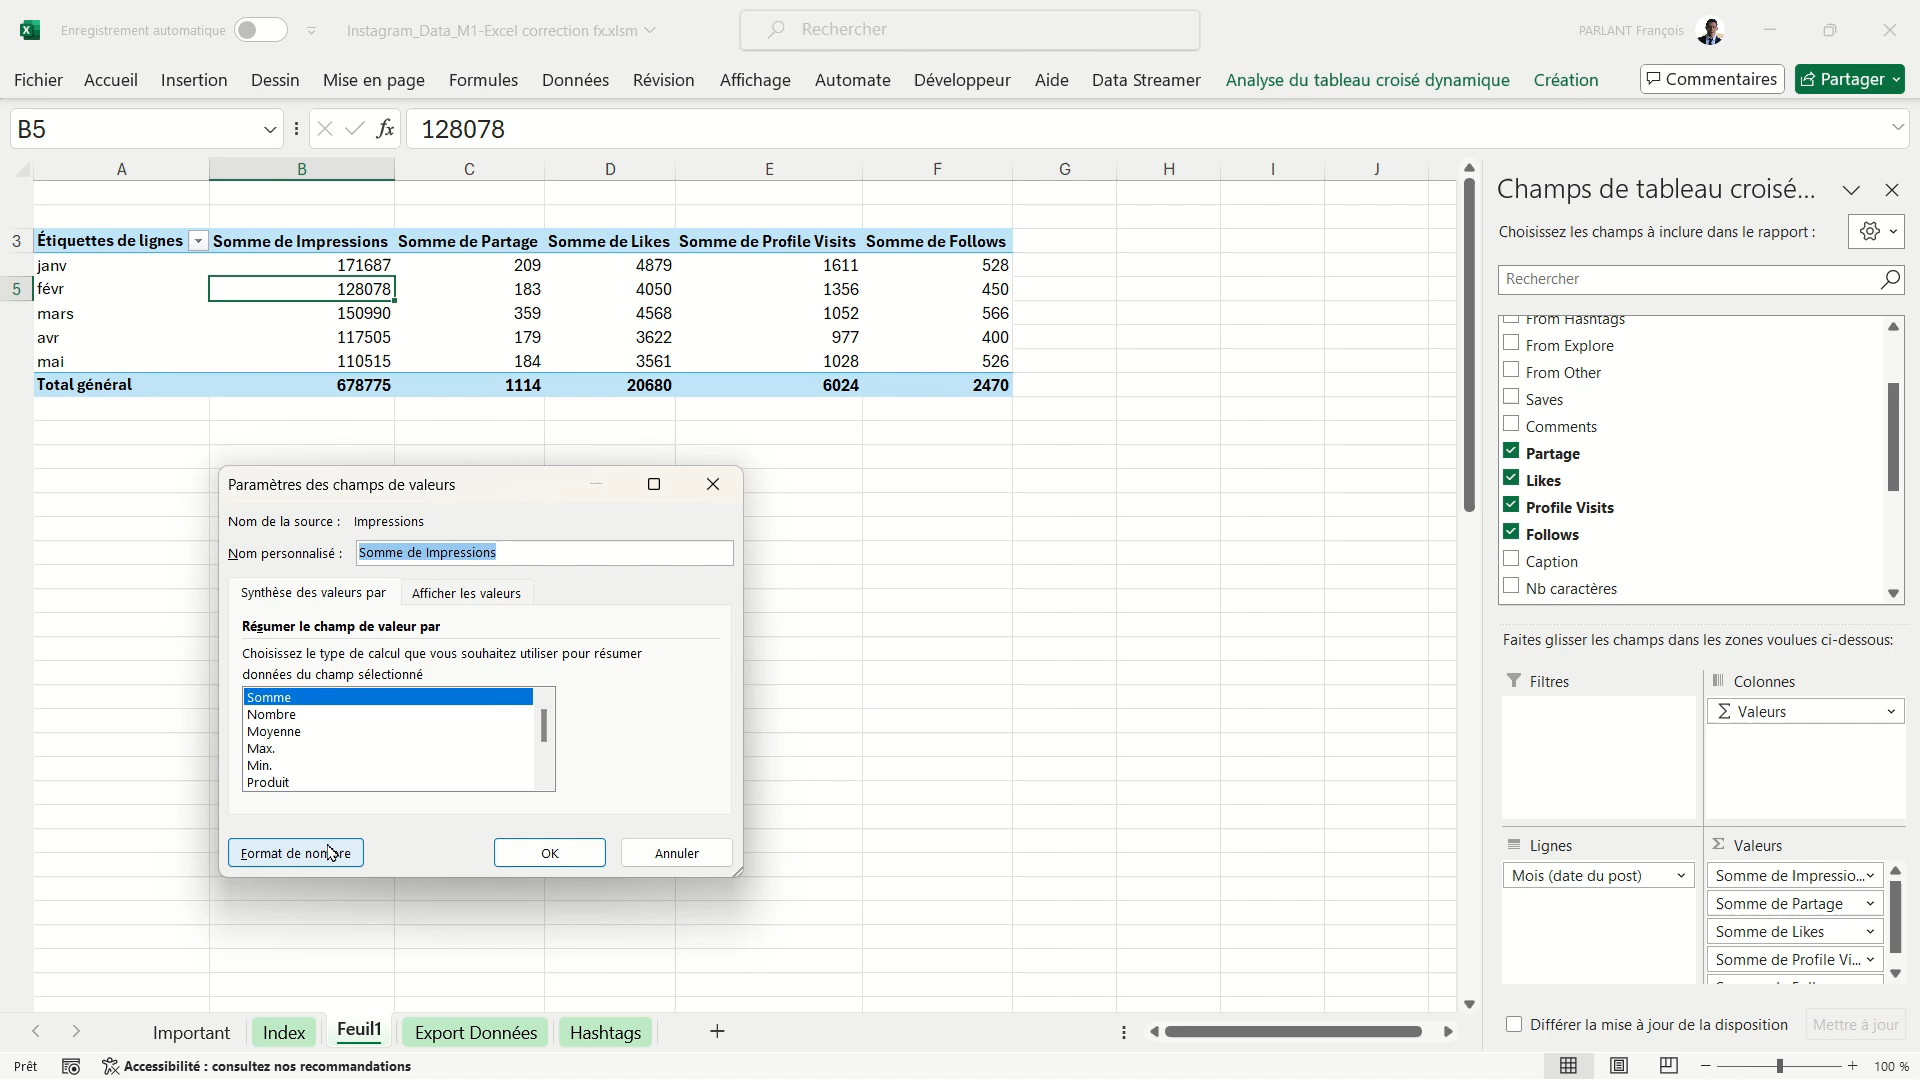 Enregistrement automatique
Instagram_Data_M1-Excel correction fx.xlsm
Rechercher
PARLANT François
Fichier Accueil Insertion Dessin Mise en page Formules Données Révision Affichage Automate Développeur Aide Data Streamer Analyse du tableau croisé dynamique Création Commentaires Partager
B5 fx 128078
A B C D E F G H I J
3 Étiquettes de lignes Somme de Impressions Somme de Partage Somme de Likes Somme de Profile Visits Somme de Follows
janv 171687 209 4879 1611 528
5 févr 128078 183 4050 1356 450
mars 150990 359 4568 1052 566
avr 117505 179 3622 977 400
mai 110515 184 3561 1028 526
Total général 678775 1114 20680 6024 2470
Paramètres des champs de valeurs
Nom de la source : Impressions
Nom personnalisé : Somme de Impressions
Synthèse des valeurs par Afficher les valeurs
Résumer le champ de valeur par
Choisissez le type de calcul que vous souhaitez utiliser pour résumer
données du champ sélectionné
Somme
Nombre
Moyenne
Max.
Min.
Produit
Format de nombre OK Annuler
Champs de tableau croisé...
Choisissez les champs à inclure dans le rapport :
Rechercher
From Hashtags
From Explore
From Other
Saves
Comments
Partage
Likes
Profile Visits
Follows
Caption
Nb caractères
Faites glisser les champs dans les zones voulues ci-dessous:
Filtres Colonnes
Σ Valeurs
Lignes Σ Valeurs
Mois (date du post) Somme de Impressio...
Somme de Partage
Somme de Likes
Somme de Profile Vi...
Différer la mise à jour de la disposition Mettre à jour
Important Index Feuil1 Export Données Hashtags
Prêt Accessibilité : consultez nos recommandations 100 %